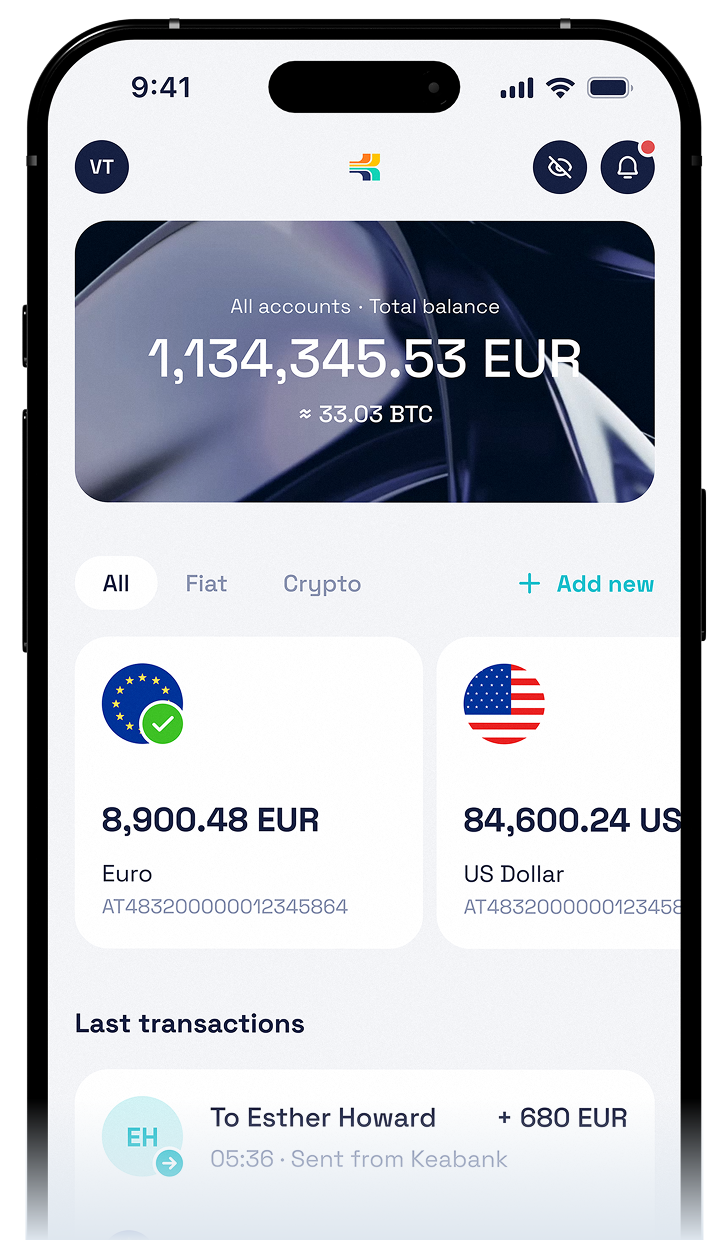 9:41
VT
All accounts · Total balance
1,134,345.53 EUR
≈ 33.03 BTC
All Fiat Crypto + Add new
8,900.48 EUR 84,600.24 US
Euro US Dollar
AT483200000012345864 AT4832000000123458
Last transactions
EH To Esther Howard + 680 EUR
05:36 · Sent from Keabank